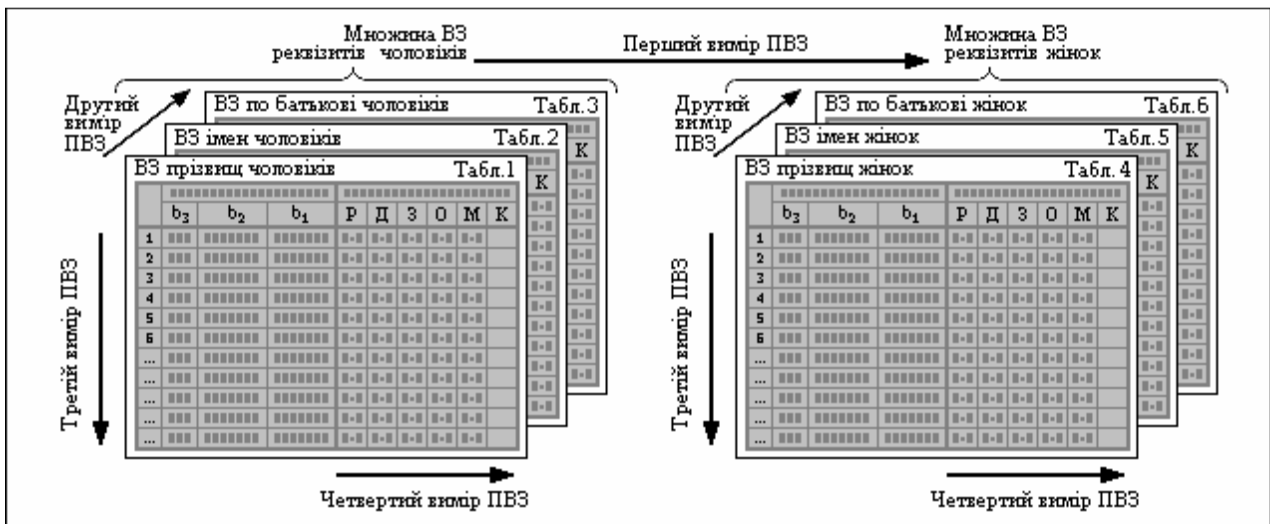 Множина ВЗ
реквізитів чоловіків
Перший вимір ПВЗ
Множина ВЗ
реквізитів жінок
Другий
вимір
ПВЗ
ВЗ по батькові чоловіків Табл.3
К
ВЗ імен чоловіків Табл.2
К
ВЗ прізвищ чоловіків Табл.1
b3 b2 b1 Р Д З О М К
1
2
3
4
5
6
...
...
...
...
...
Третій вимір ПВЗ
Четвертий вимір ПВЗ
Другий
вимір
ПВЗ
ВЗ по батькові жінок Табл.6
К
ВЗ імен жінок Табл.5
К
ВЗ прізвищ жінок Табл.4
b3 b2 b1 Р Д З О М К
1
2
3
4
5
6
...
...
...
...
...
Третій вимір ПВЗ
Четвертий вимір ПВЗ